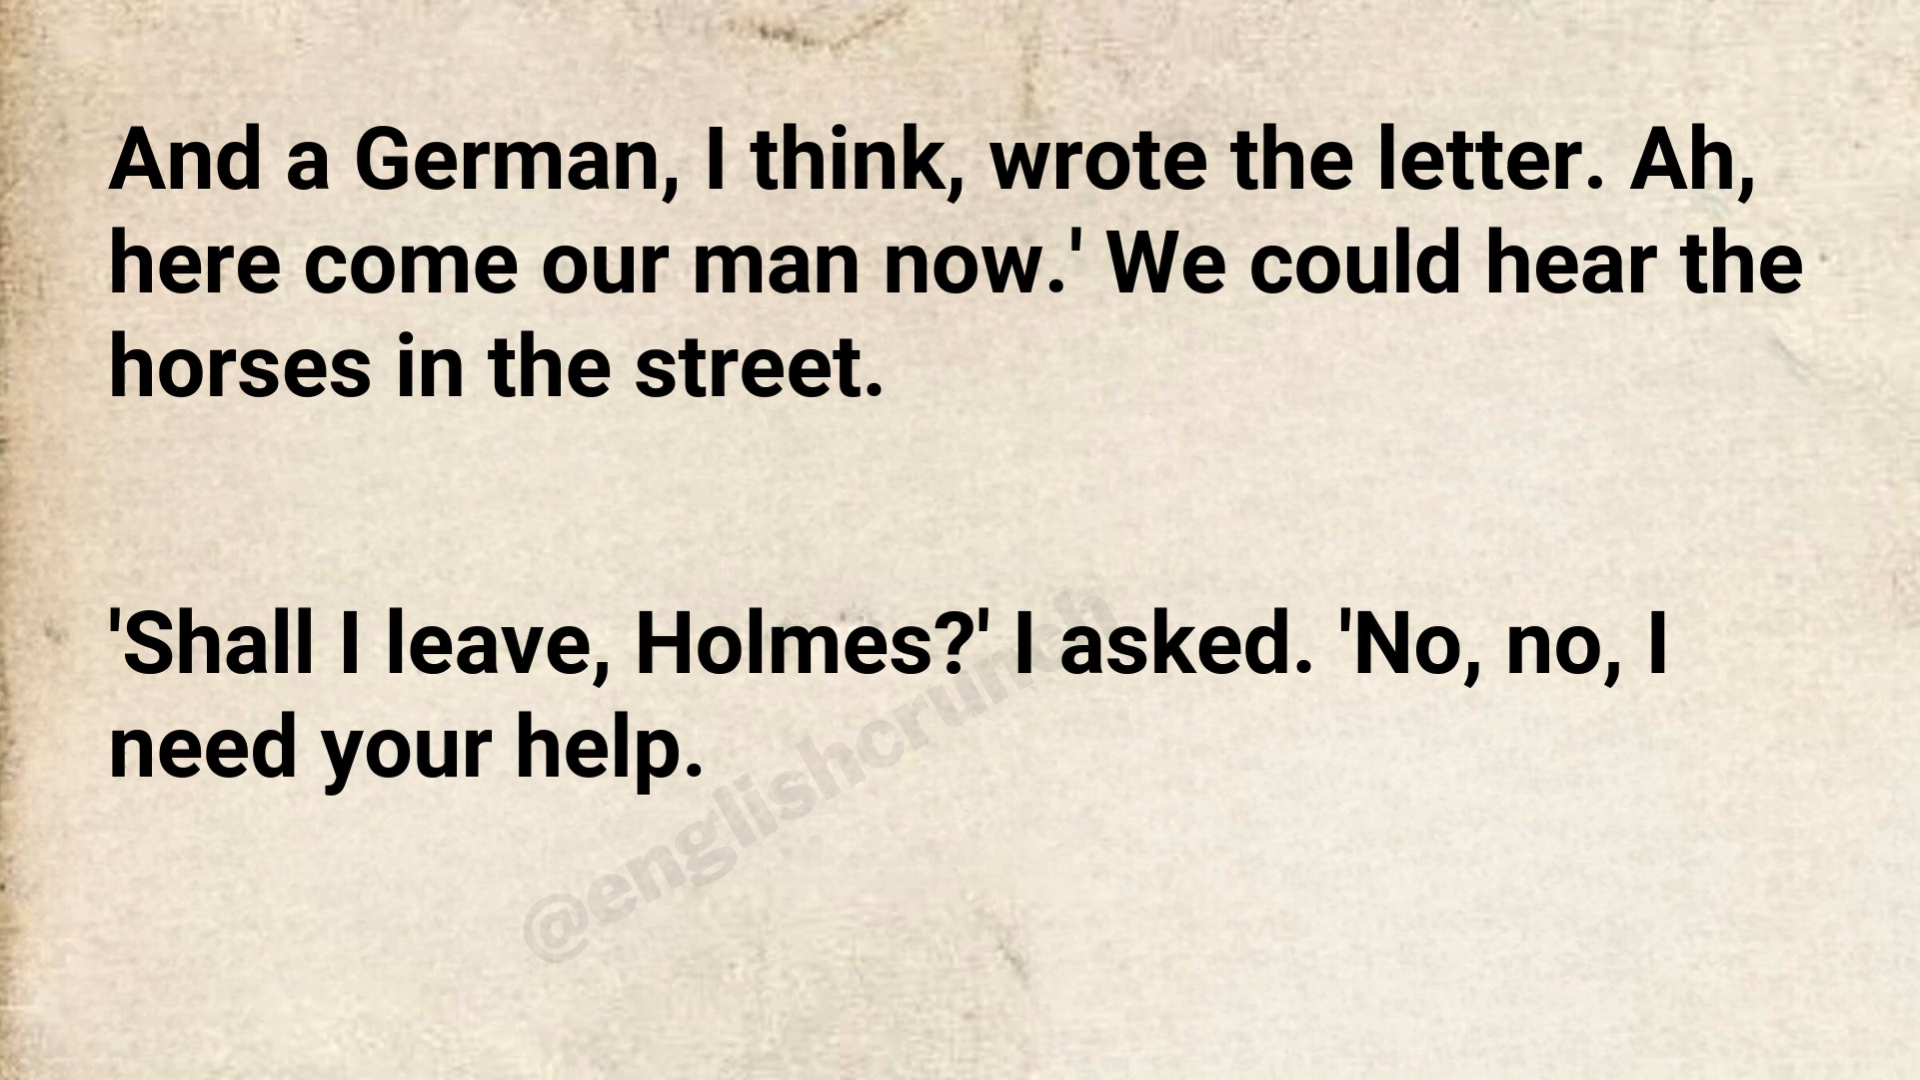 And a German, I think, wrote the letter. Ah,
here come our man now.' We could hear the
horses in the street.
'Shall I leave, Holmes?' I asked. 'No, no, I
need your help.
@englishcrunch